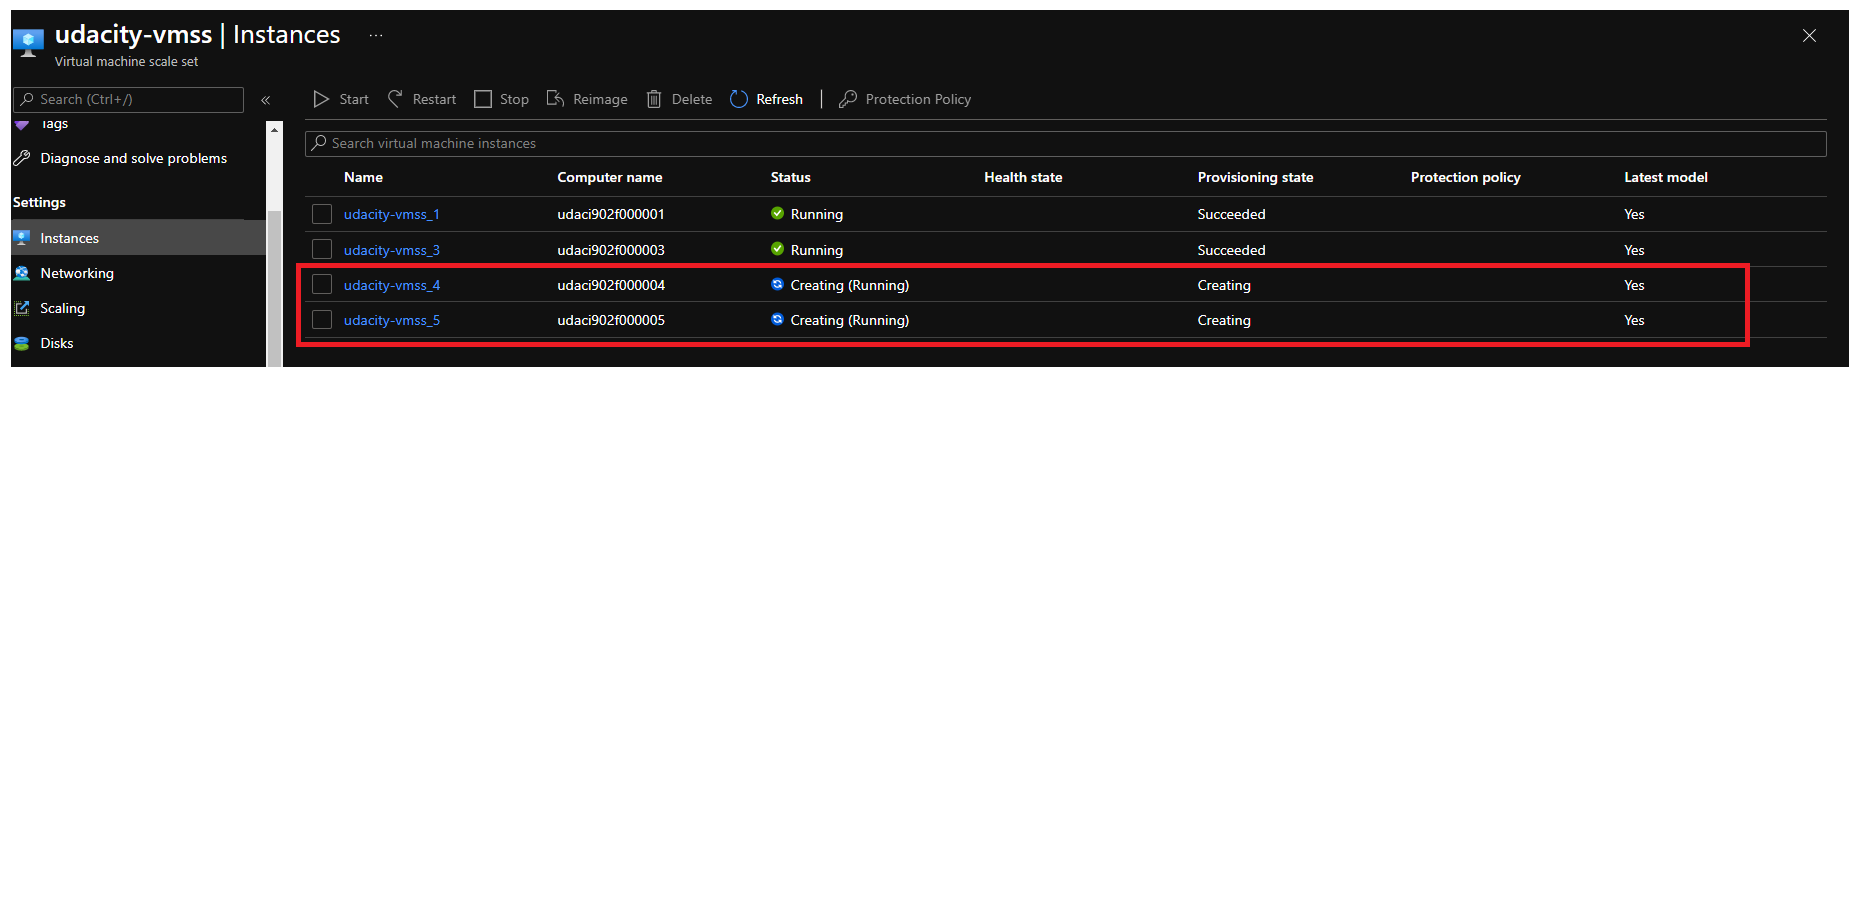 udacity-vmss | Instances ...
Virtual machine scale set
Search (Ctrl+/) «
Tags
Diagnose and solve problems
Settings
Instances
Networking
Scaling
Disks
Start Restart Stop Reimage Delete Refresh | Protection Policy
Search virtual machine instances
Name Computer name Status Health state Provisioning state Protection policy Latest model
udacity-vmss_1 udaci902f000001 Running Succeeded Yes
udacity-vmss_3 udaci902f000003 Running Succeeded Yes
udacity-vmss_4 udaci902f000004 Creating (Running) Creating Yes
udacity-vmss_5 udaci902f000005 Creating (Running) Creating Yes